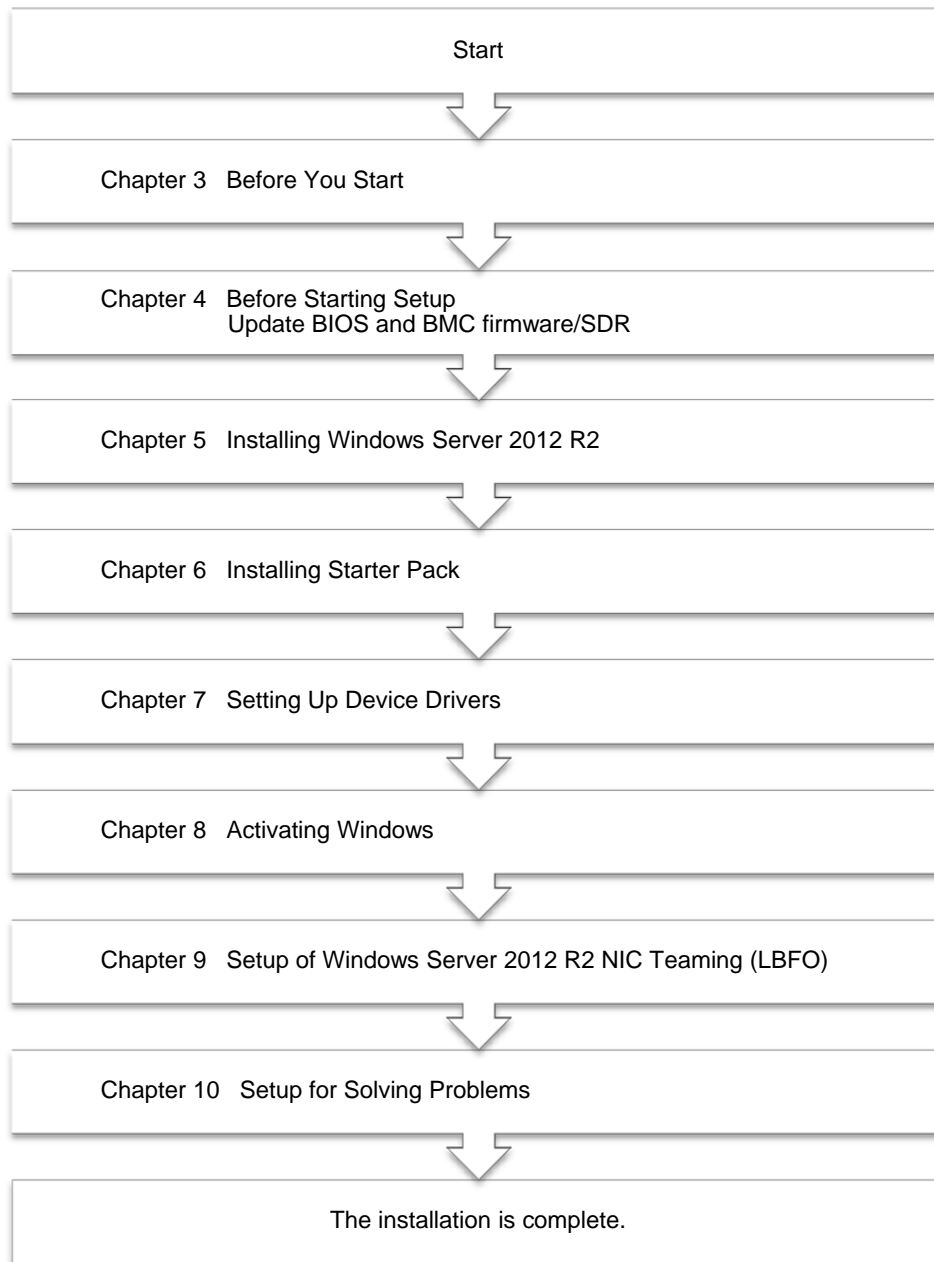 Start
Chapter 3 Before You Start
Chapter 4 Before Starting Setup
Update BIOS and BMC firmware/SDR
Chapter 5 Installing Windows Server 2012 R2
Chapter 6 Installing Starter Pack
Chapter 7 Setting Up Device Drivers
Chapter 8 Activating Windows
Chapter 9 Setup of Windows Server 2012 R2 NIC Teaming (LBFO)
Chapter 10 Setup for Solving Problems
The installation is complete.